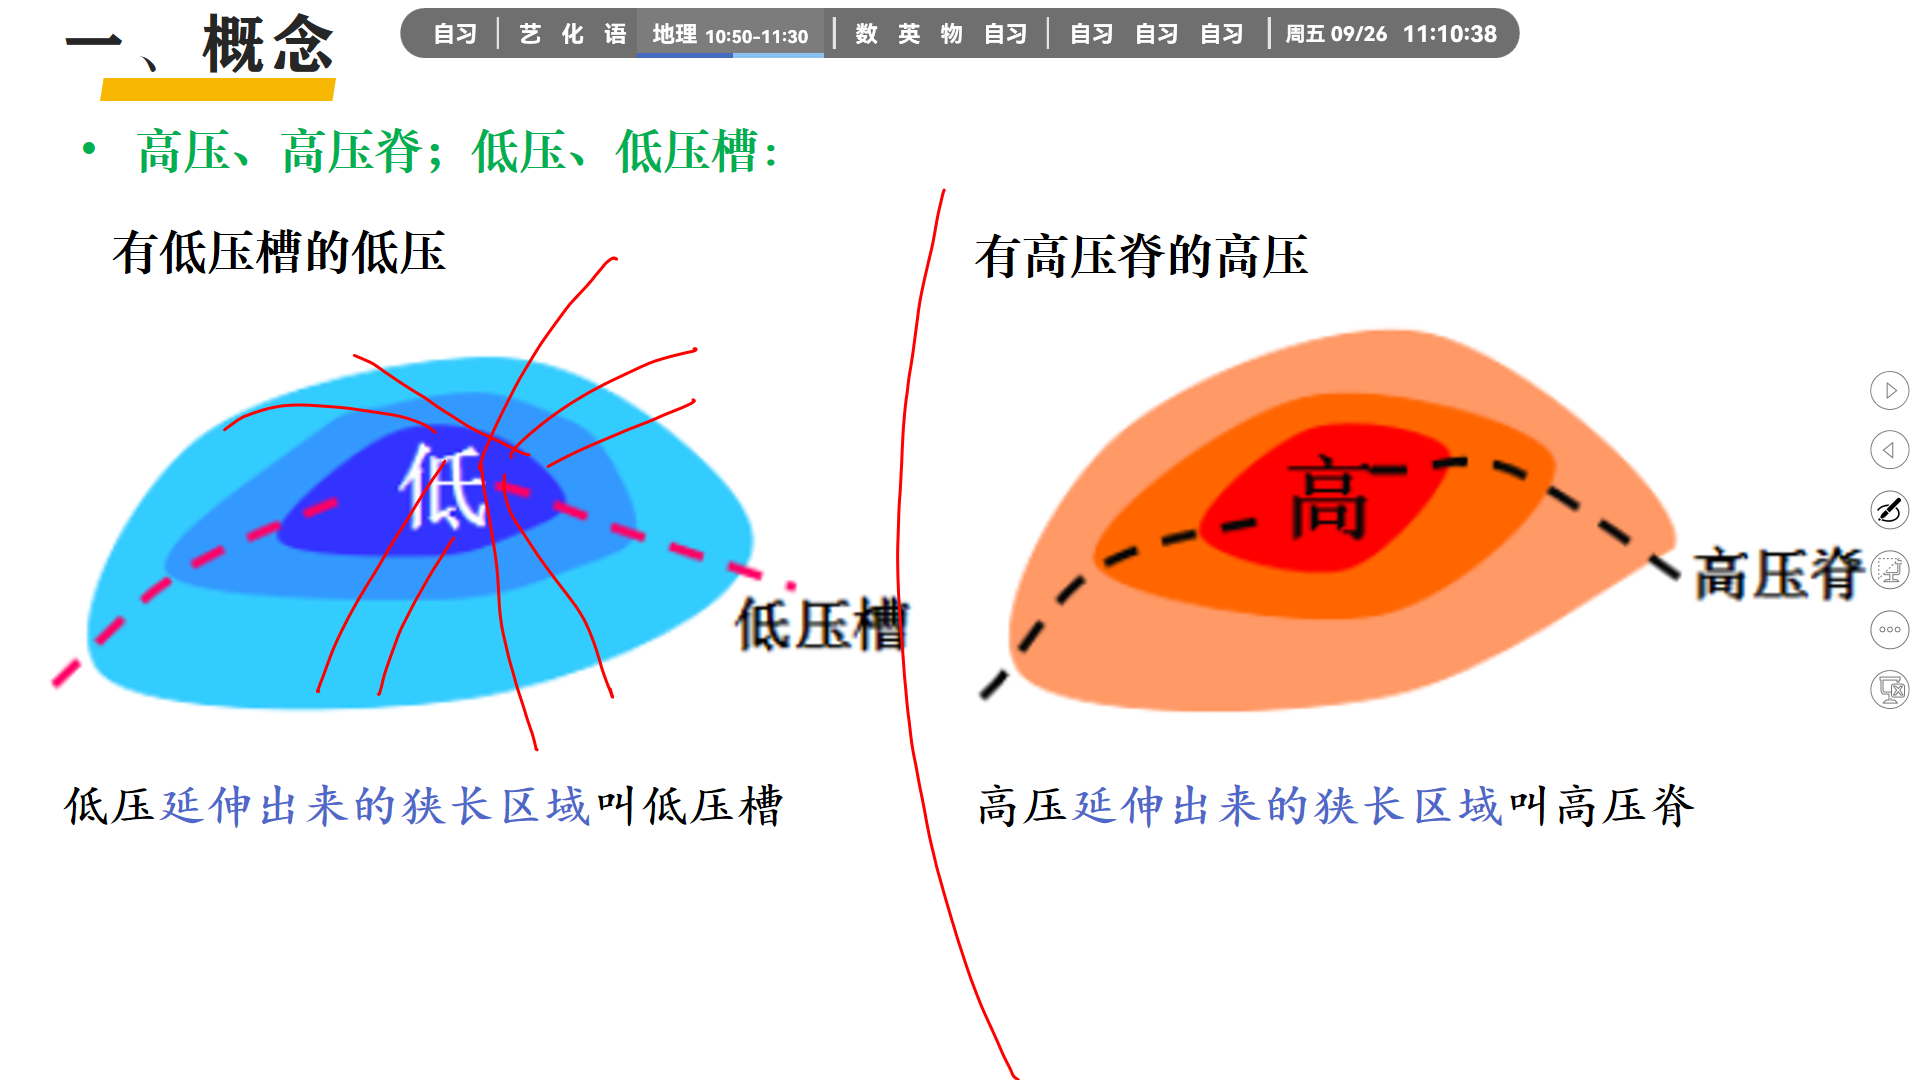 一、概念
自习 艺 化 语 地理 10:50-11:30 数 英 物 自习 自习 自习 自习 周五 09/26 11:10:38
• 高压、高压脊；低压、低压槽：
有低压槽的低压
有高压脊的高压
低
低压槽
高
高压脊
低压延伸出来的狭长区域叫低压槽
高压延伸出来的狭长区域叫高压脊